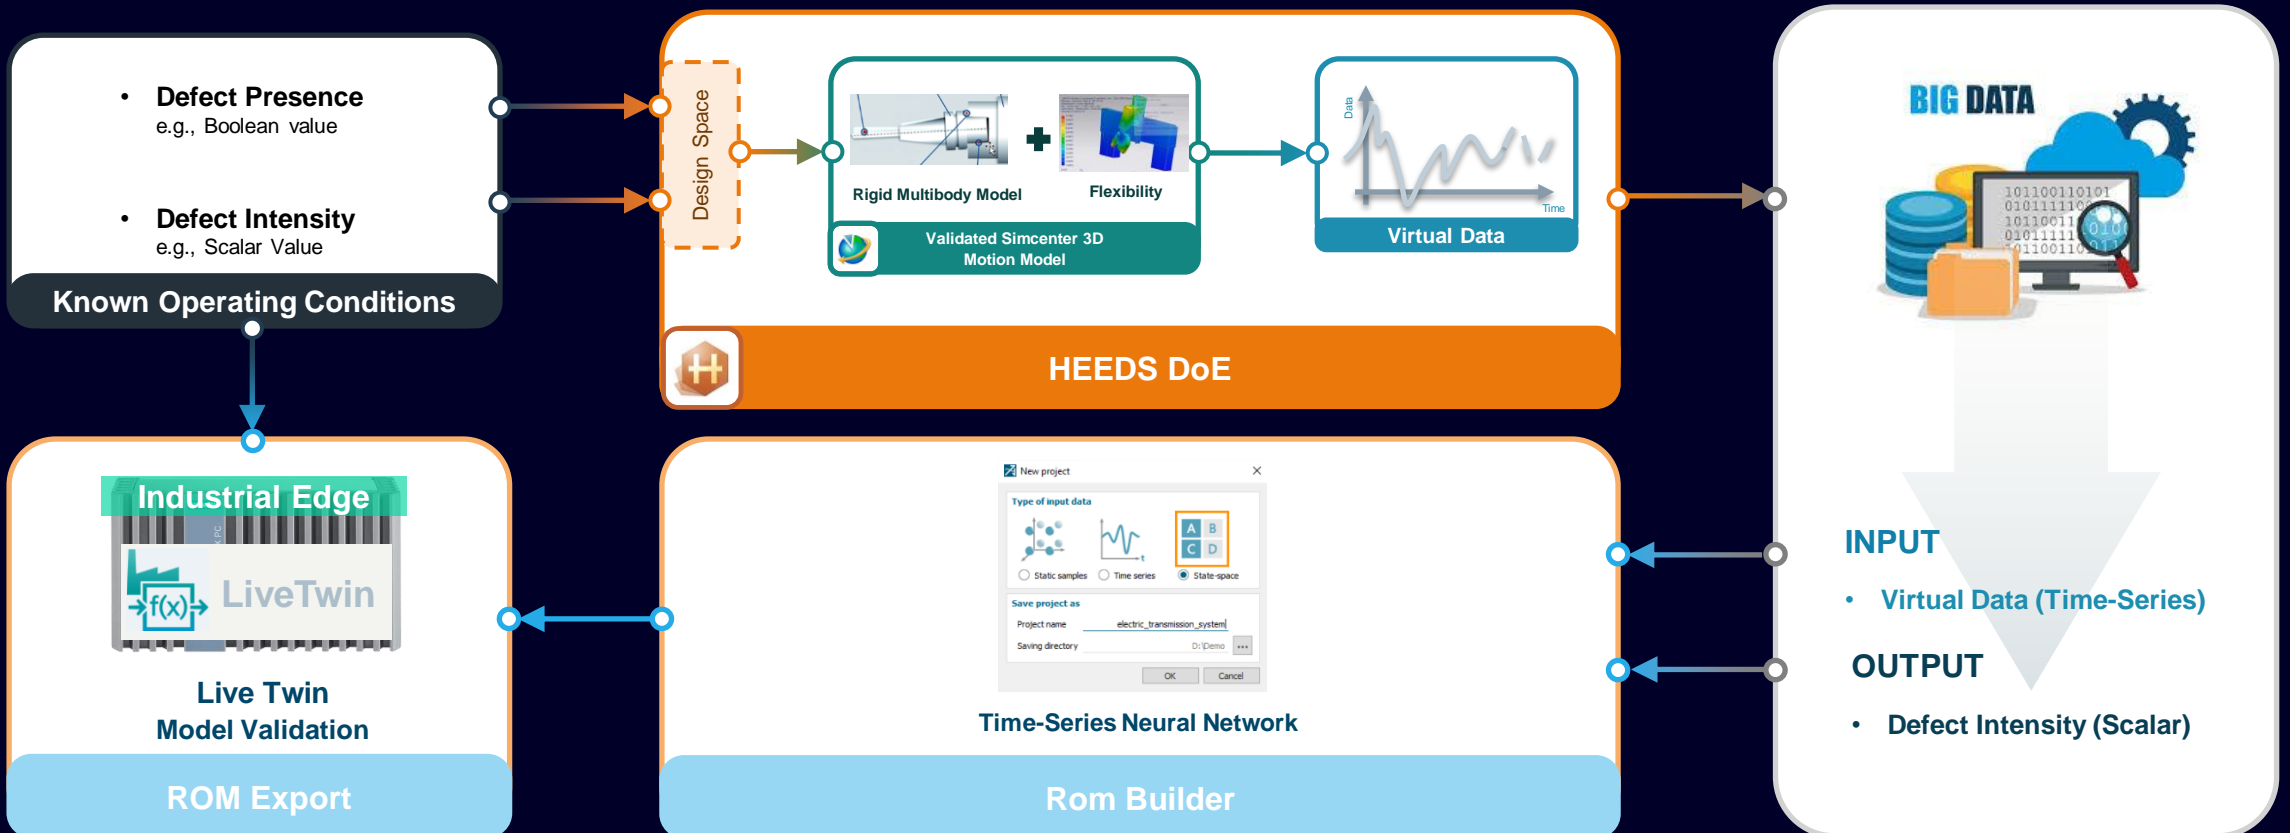 • Defect Presence
e.g., Boolean value
• Defect Intensity
e.g., Scalar Value
Known Operating Conditions
Design Space
Rigid Multibody Model
Flexibility
Validated Simcenter 3D
Motion Model
Data
Time
Virtual Data
HEEDS DoE
BIG DATA
101100110101
INPUT
• Virtual Data (Time-Series)
OUTPUT
• Defect Intensity (Scalar)
New project
Type of input data
t
A B
C D
Static samples
Time series
State-space
Save project as
Project name electric_transmission_system
Saving directory D:\Demo ...
OK Cancel
Time-Series Neural Network
Rom Builder
Industrial Edge
f(x)
LiveTwin
Live Twin
Model Validation
ROM Export